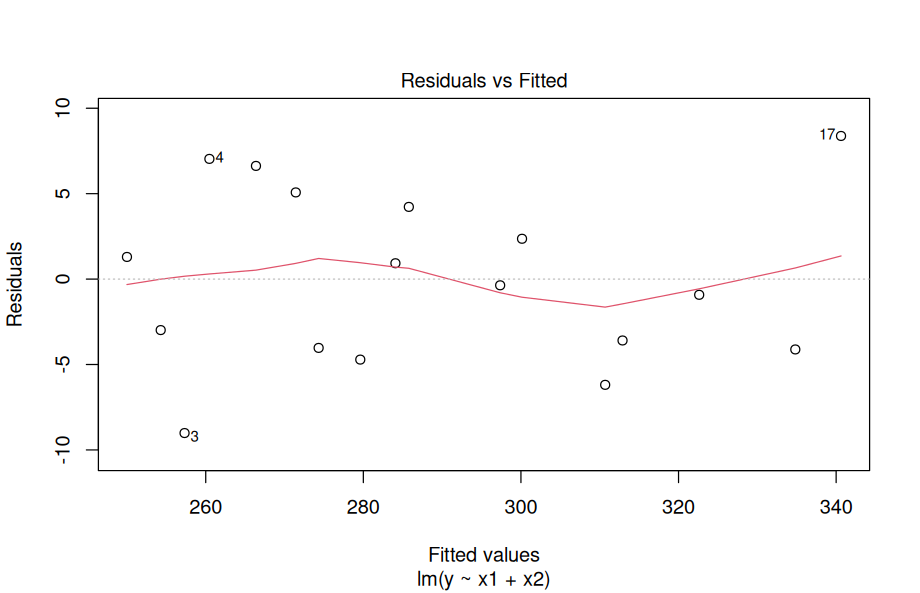 Residuals vs Fitted
Residuals
10
5
0
-5
-10
4
17
3
260 280 300 320 340
Fitted values
lm(y ~ x1 + x2)